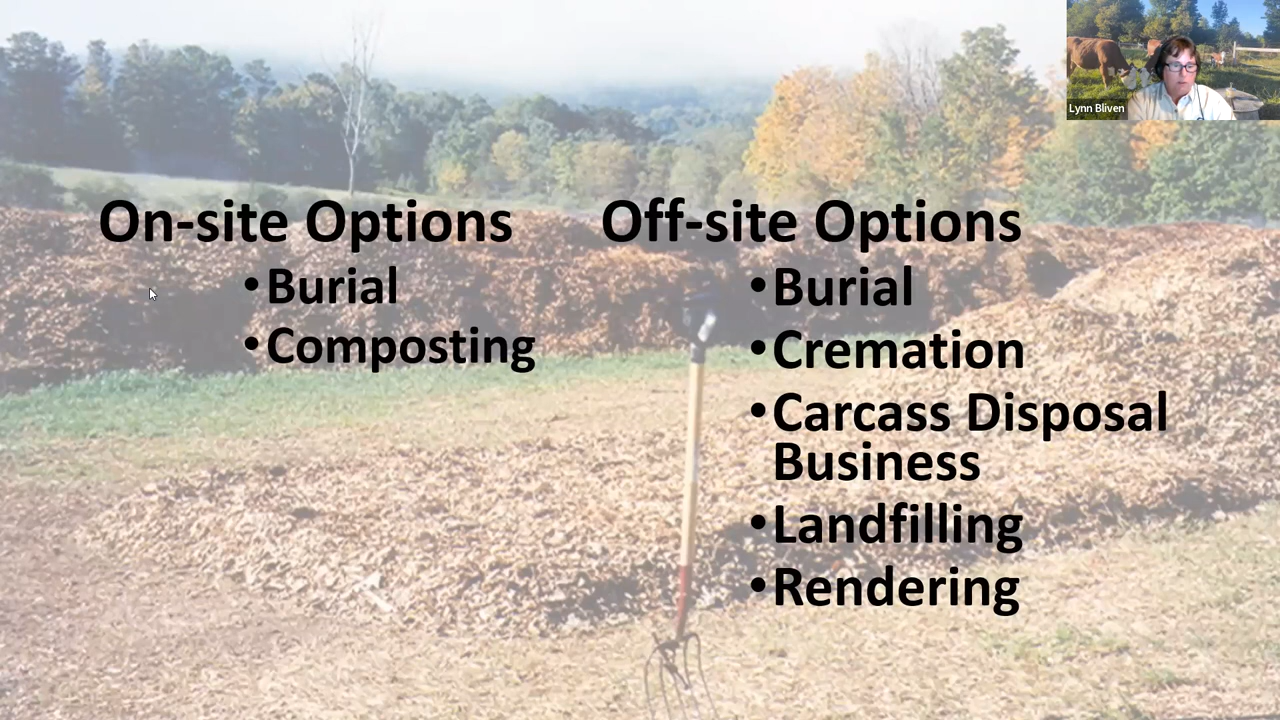 Lynn Bliven
On-site Options
• Burial
• Composting
Off-site Options
• Burial
• Cremation
• Carcass Disposal
Business
• Landfilling
• Rendering